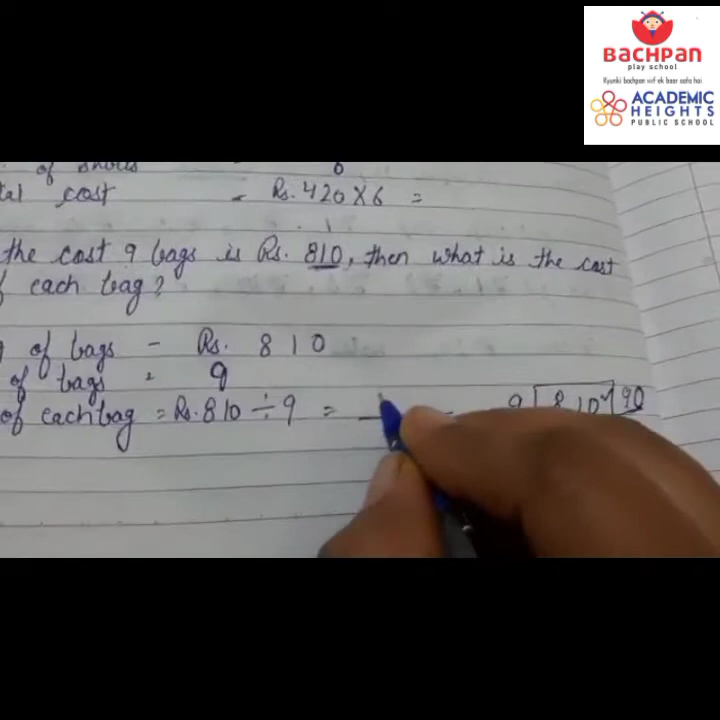 BACHPAN
play school
Kyunki bachpan sirf ek baar aata hai
ACADEMIC
HEIGHTS
PUBLIC SCHOOL
of
cost = Rs. 420 X 6 =
the cost 9 bags is Rs. 810, then what is the cost
each bag?
of bags - Rs. 810
of bags = 9
of each bag = Rs. 810 ÷ 9 = 9 810 90